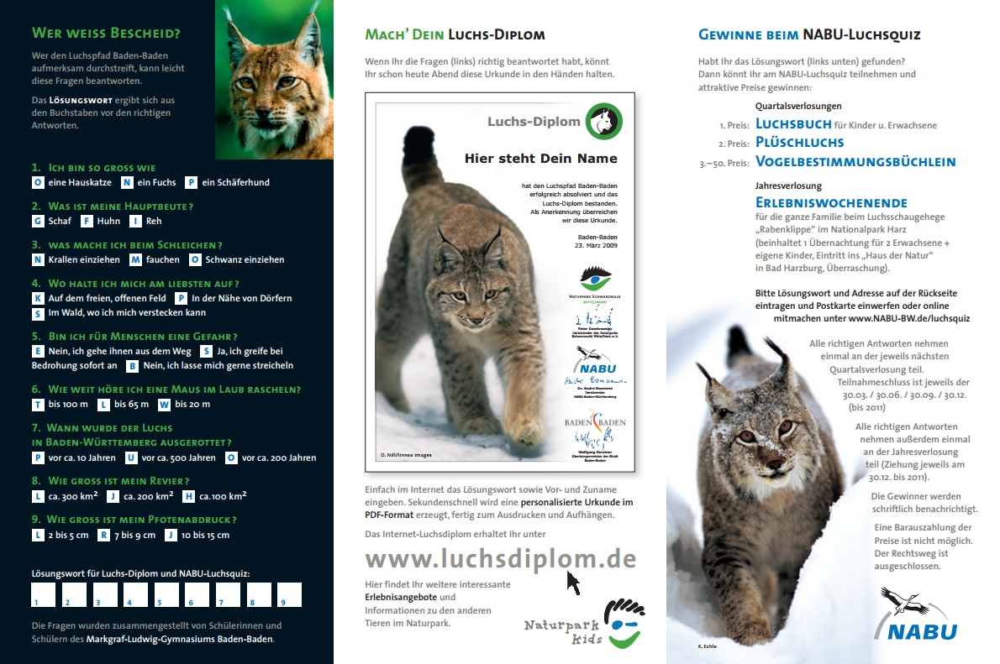 Wer weiss Bescheid?
Wer den Luchspfad Baden-Baden
aufmerksam durchstreift, kann leicht
diese Fragen beantworten.
Das Lösungswort ergibt sich aus
den Buchstaben vor den richtigen
Antworten.
1. Ich bin so gross wie
O eine Hauskatze N ein Fuchs P ein Schäferhund
2. Was ist meine Hauptbeute?
G Schaf F Huhn I Reh
3. was mache ich beim Schleichen?
N Krallen einziehen M fauchen O Schwanz einziehen
4. Wo halte ich mich am liebsten auf?
K Auf dem freien, offenen Feld P In der Nähe von Dörfern
S Im Wald, wo ich mich verstecken kann
5. Bin ich für Menschen eine Gefahr?
E Nein, ich gehe ihnen aus dem Weg S Ja, ich greife bei
Bedrohung sofort an B Nein, ich lasse mich gerne streicheln
6. Wie weit höre ich eine Maus im Laub rascheln?
T bis 100 m L bis 65 m W bis 20 m
7. Wann wurde der Luchs
in Baden-Württemberg ausgerottet?
P vor ca. 10 Jahren U vor ca. 500 Jahren O vor ca. 200 Jahren
8. Wie gross ist mein Revier?
L ca. 300 km² J ca. 200 km² H ca. 100 km²
9. Wie gross ist mein Pfotenabdruck?
L 2 bis 5 cm R 7 bis 9 cm J 10 bis 15 cm
Lösungswort für Luchs-Diplom und NABU-Luchsquiz:
1 2 3 4 5 6 7 8 9
Die Fragen wurden zusammengestellt von Schülerinnen und
Schülern des Markgraf-Ludwig-Gymnasiums Baden-Baden.
Mach' Dein Luchs-Diplom
Wenn Ihr die Fragen (links) richtig beantwortet habt, könnt
Ihr schon heute Abend diese Urkunde in den Händen halten.
Luchs-Diplom
Hier steht Dein Name
hat den Luchspfad Baden-Baden
erfolgreich absolviert und das
Luchs-Diplom bestanden.
Als Anerkennung überreichen
wir diese Urkunde.
Baden-Baden
23. März 2009
Naturpark Schwarzwald
Mitte/Nord
Vorsitzender des Naturparks
Schwarzwald Mitte/Nord e.V.
NABU
Dr. Andre Baumann
Vorsitzender
NABU Baden-Württemberg
BADEN BADEN
Wolfgang Gerstner
Oberbürgermeister der Stadt
Baden-Baden
D. Nill/linnea images
Einfach im Internet das Lösungswort sowie Vor- und Zuname
eingeben. Sekundenschnell wird eine personalisierte Urkunde im
PDF-Format erzeugt, fertig zum Ausdrucken und Aufhängen.
Das Internet-Luchsdiplom erhaltet Ihr unter
www.luchsdiplom.de
Hier findet Ihr weitere interessante
Erlebnisangebote und
Informationen zu den anderen
Tieren im Naturpark.
Naturpark
Kids
Gewinne beim NABU-Luchsquiz
Habt Ihr das Lösungswort (links unten) gefunden?
Dann könnt Ihr am NABU-Luchsquiz teilnehmen und
attraktive Preise gewinnen:
Quartalsverlosungen
1. Preis: Luchsbuch für Kinder u. Erwachsene
2. Preis: Plüschluchs
3.–50. Preis: Vogelbestimmungsbüchlein
Jahresverlosung
Erlebniswochenende
für die ganze Familie beim Luchsschaugehege
„Rabenklippe“ im Nationalpark Harz
(beinhaltet 1 Übernachtung für 2 Erwachsene +
eigene Kinder, Eintritt ins „Haus der Natur“
in Bad Harzburg, Überraschung).
Bitte Lösungswort und Adresse auf der Rückseite
eintragen und Postkarte einwerfen oder online
mitmachen unter www.NABU-BW.de/luchsquiz
Alle richtigen Antworten nehmen
einmal an der jeweils nächsten
Quartalsverlosung teil.
Teilnahmeschluss ist jeweils der
30.03. / 30.06. / 30.09. / 30.12.
(bis 2011)
Alle richtigen Antworten
nehmen außerdem einmal
an der Jahresverlosung
teil (Ziehung jeweils am
30.12. bis 2011).
Die Gewinner werden
schriftlich benachrichtigt.
Eine Barauszahlung der
Preise ist nicht möglich.
Der Rechtsweg ist
ausgeschlossen.
NABU
K. Echle